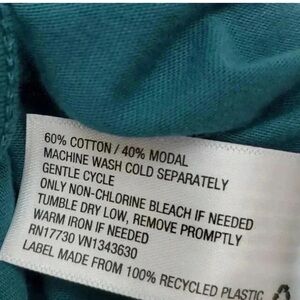 60% COTTON / 40% MODAL
MACHINE WASH COLD SEPARATELY
GENTLE CYCLE
ONLY NON-CHLORINE BLEACH IF NEEDED
TUMBLE DRY LOW, REMOVE PROMPTLY
WARM IRON IF NEEDED
RN17730 VN1343630
LABEL MADE FROM 100% RECYCLED PLASTIC